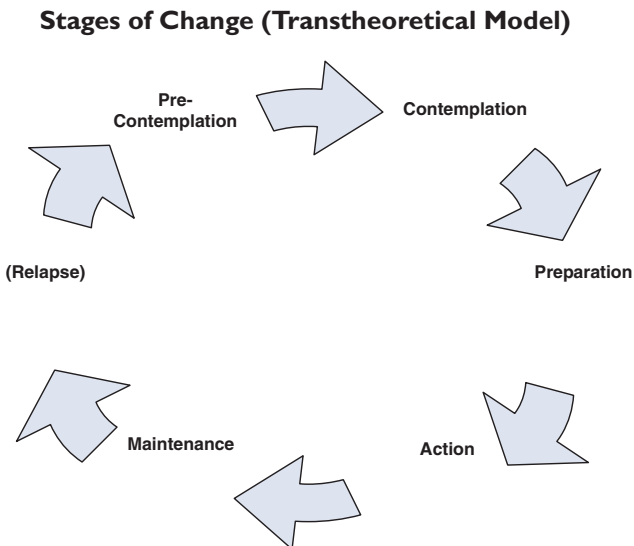 Stages of Change (Transtheoretical Model)
Pre-
Contemplation
Contemplation
Preparation
Action
Maintenance
(Relapse)